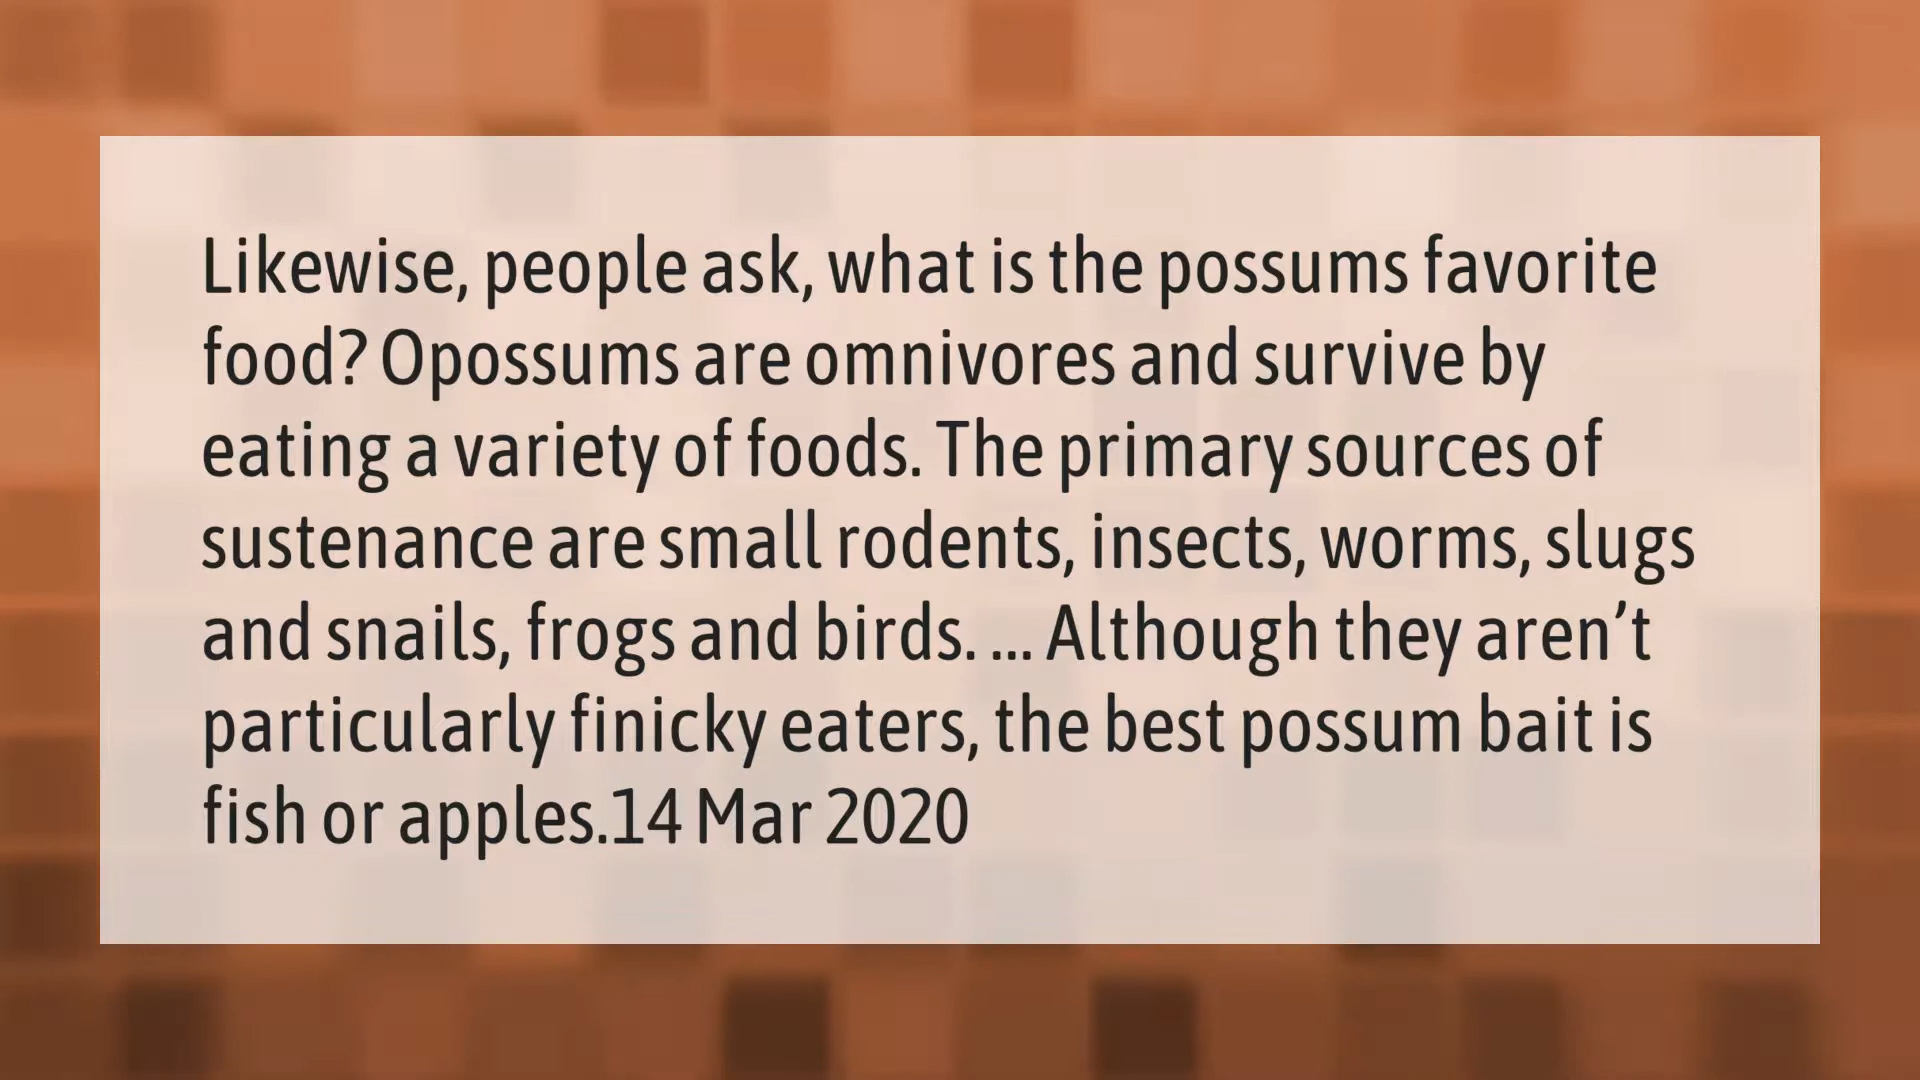 Likewise, people ask, what is the possums favorite
food? Opossums are omnivores and survive by
eating a variety of foods. The primary sources of
sustenance are small rodents, insects, worms, slugs
and snails, frogs and birds. ... Although they aren’t
particularly finicky eaters, the best possum bait is
fish or apples.14 Mar 2020